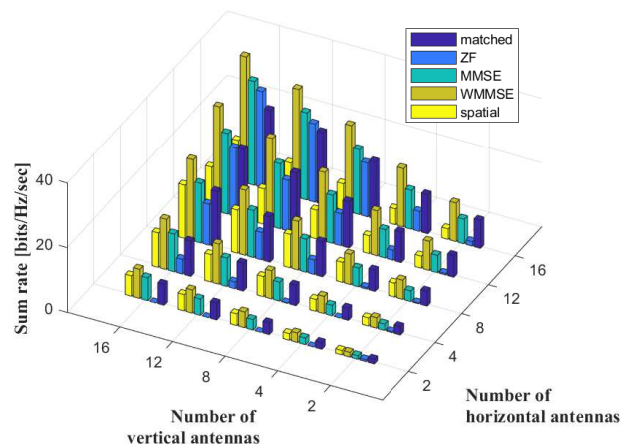 matched
ZF
MMSE
WMMSE
spatial
40
20
0
Sum rate [bits/Hz/sec]
16
12
8
4
2
Number of
vertical antennas
16
12
8
4
2
Number of
horizontal antennas